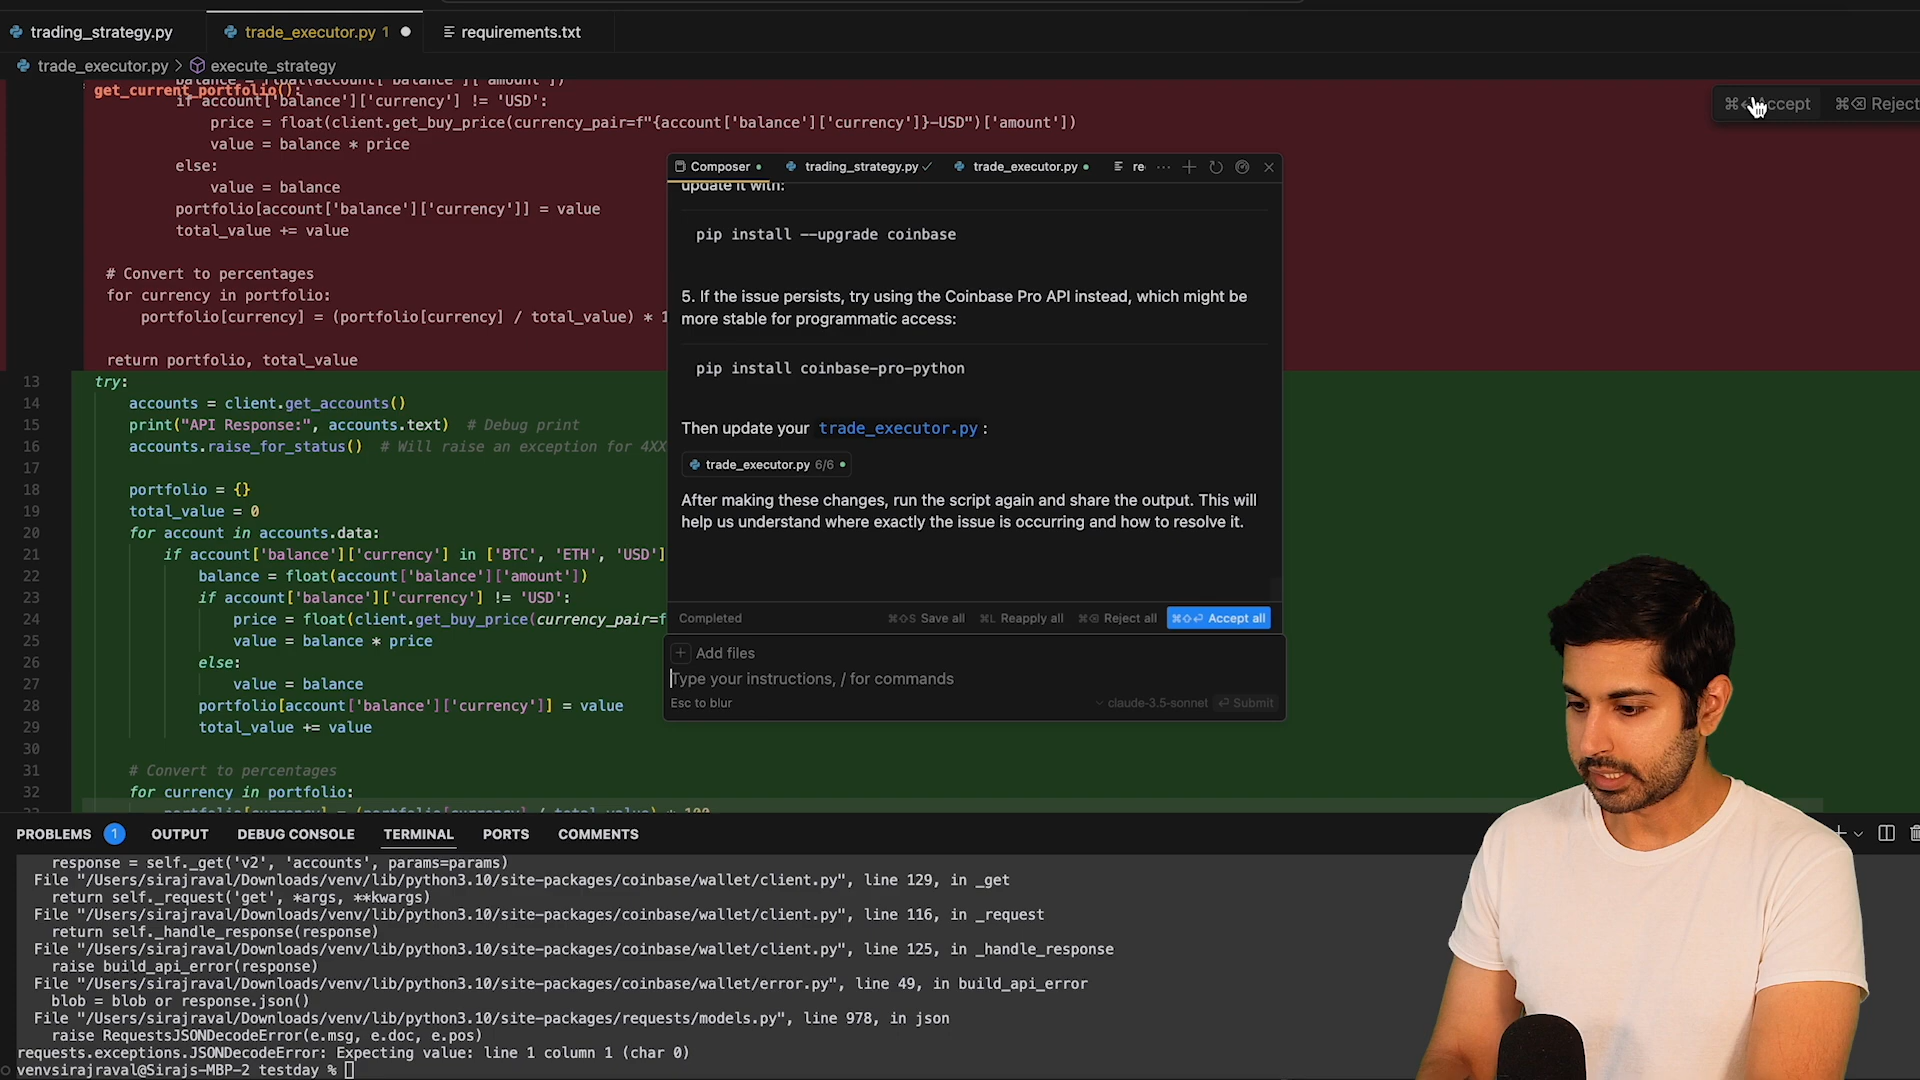 trading_strategy.py
trade_executor.py 1
requirements.txt
trade_executor.py > execute_strategy
balance = float(account['balance']['amount'])
get_current_portfolio():
if account['balance']['currency'] != 'USD':
price = float(client.get_buy_price(currency_pair=f"{account['balance']['currency']}-USD")['amount'])
value = balance * price
else:
value = balance
portfolio[account['balance']['currency']] = value
total_value += value
# Convert to percentages
for currency in portfolio:
portfolio[currency] = (portfolio[currency] / total_value) * 1
return portfolio, total_value
13 try:
14 accounts = client.get_accounts()
15 print("API Response:", accounts.text) # Debug print
16 accounts.raise_for_status() # Will raise an exception for 4XX
17
18 portfolio = {}
19 total_value = 0
20 for account in accounts.data:
21 if account['balance']['currency'] in ['BTC', 'ETH', 'USD']
22 balance = float(account['balance']['amount'])
23 if account['balance']['currency'] != 'USD':
24 price = float(client.get_buy_price(currency_pair=f
25 value = balance * price
26 else:
27 value = balance
28 portfolio[account['balance']['currency']] = value
29 total_value += value
30
31 # Convert to percentages
32 for currency in portfolio:
33 portfolio[currency] = (portfolio[currency] / total_value) * 100
⌘⏎ Accept
⌘⌫ Reject
Composer
trading_strategy.py
trade_executor.py
re
update it with:
pip install --upgrade coinbase
5. If the issue persists, try using the Coinbase Pro API instead, which might be
more stable for programmatic access:
pip install coinbase-pro-python
Then update your trade_executor.py :
trade_executor.py 6/6
After making these changes, run the script again and share the output. This will
help us understand where exactly the issue is occurring and how to resolve it.
Completed
⌘⇧S Save all
⌘L Reapply all
⌘⌫ Reject all
⌘⇧⏎ Accept all
+ Add files
Type your instructions, / for commands
Esc to blur
claude-3.5-sonnet
⏎ Submit
PROBLEMS 1
OUTPUT
DEBUG CONSOLE
TERMINAL
PORTS
COMMENTS
response = self._get('v2', 'accounts', params=params)
File "/Users/sirajraval/Downloads/venv/lib/python3.10/site-packages/coinbase/wallet/client.py", line 129, in _get
return self._request('get', *args, **kwargs)
File "/Users/sirajraval/Downloads/venv/lib/python3.10/site-packages/coinbase/wallet/client.py", line 116, in _request
return self._handle_response(response)
File "/Users/sirajraval/Downloads/venv/lib/python3.10/site-packages/coinbase/wallet/client.py", line 125, in _handle_response
raise build_api_error(response)
File "/Users/sirajraval/Downloads/venv/lib/python3.10/site-packages/coinbase/wallet/error.py", line 49, in build_api_error
blob = blob or response.json()
File "/Users/sirajraval/Downloads/venv/lib/python3.10/site-packages/requests/models.py", line 978, in json
raise RequestsJSONDecodeError(e.msg, e.doc, e.pos)
requests.exceptions.JSONDecodeError: Expecting value: line 1 column 1 (char 0)
venvsirajraval@Sirajs-MBP-2 testday %